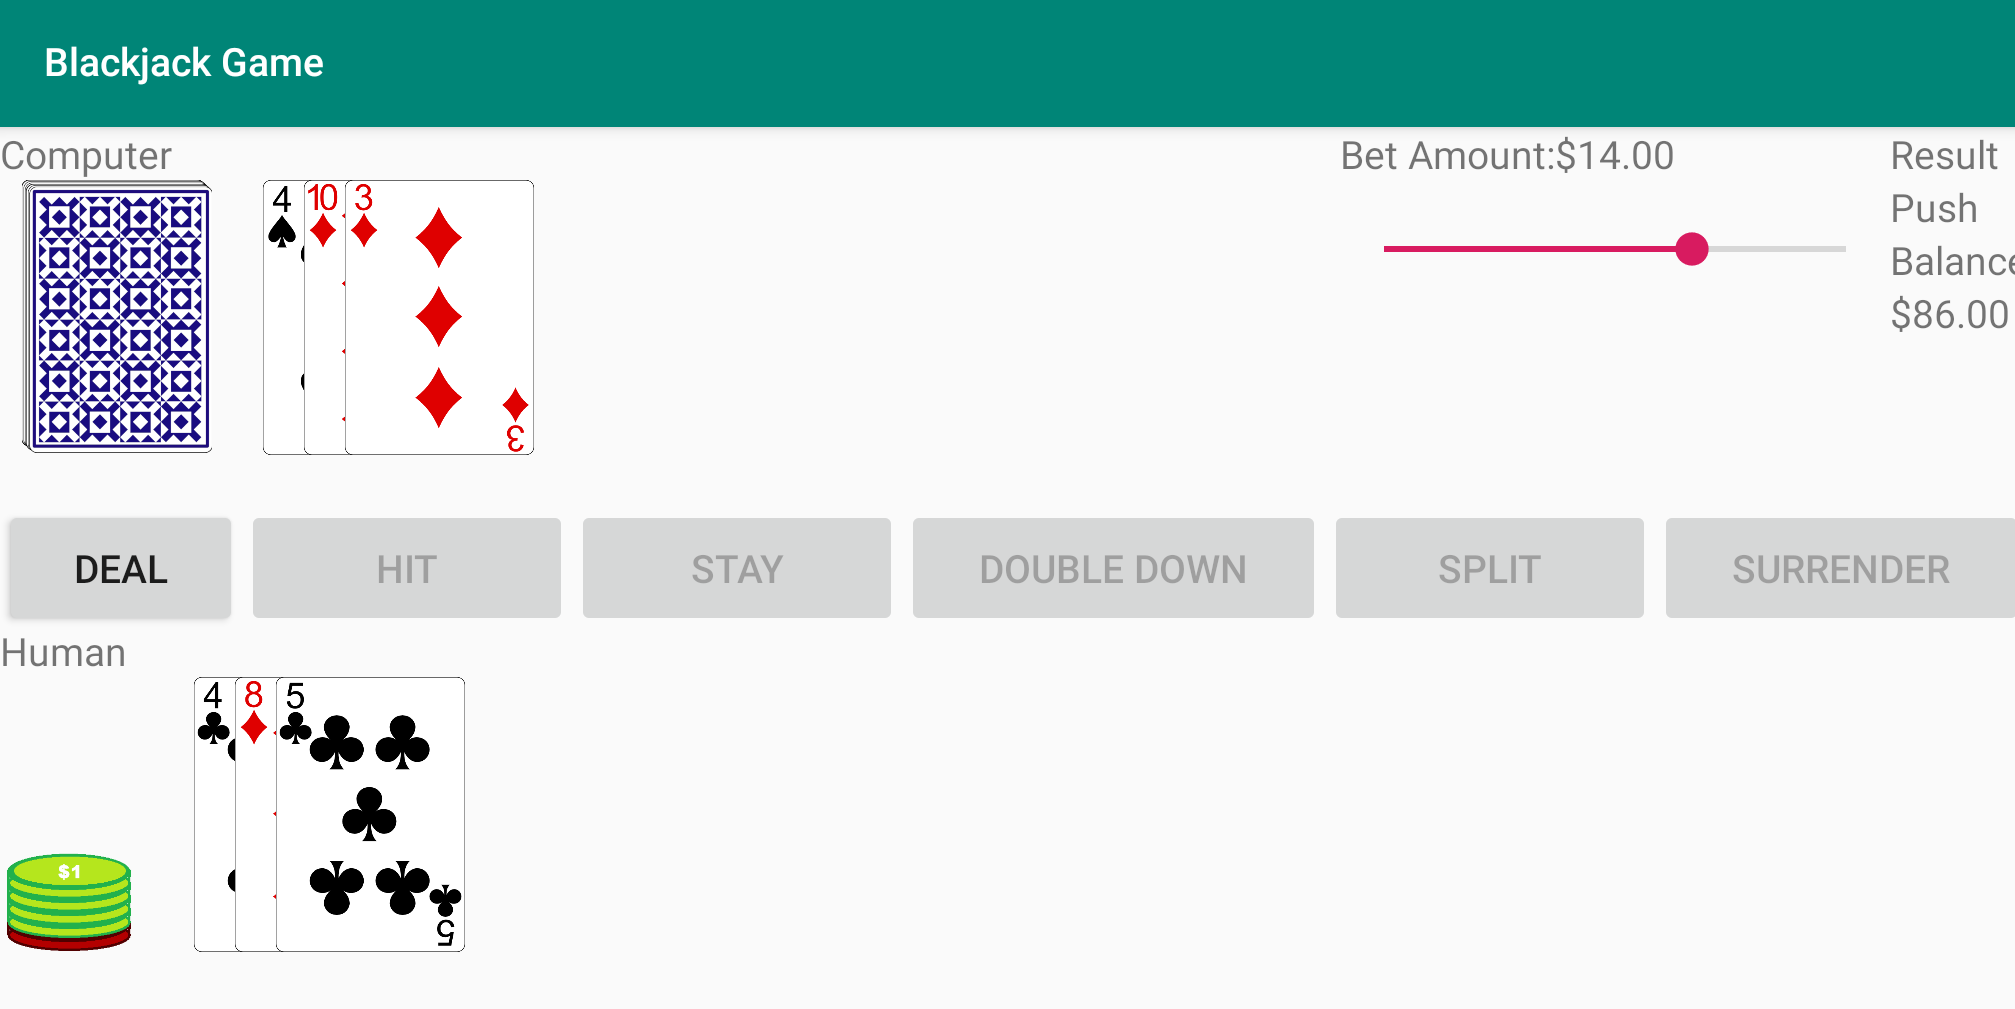 Blackjack Game
Computer
Bet Amount:$14.00
Result
Push
Balance
$86.00
4
10
3
3
DEAL
HIT
STAY
DOUBLE DOWN
SPLIT
SURRENDER
Human
4
8
5
5
$1